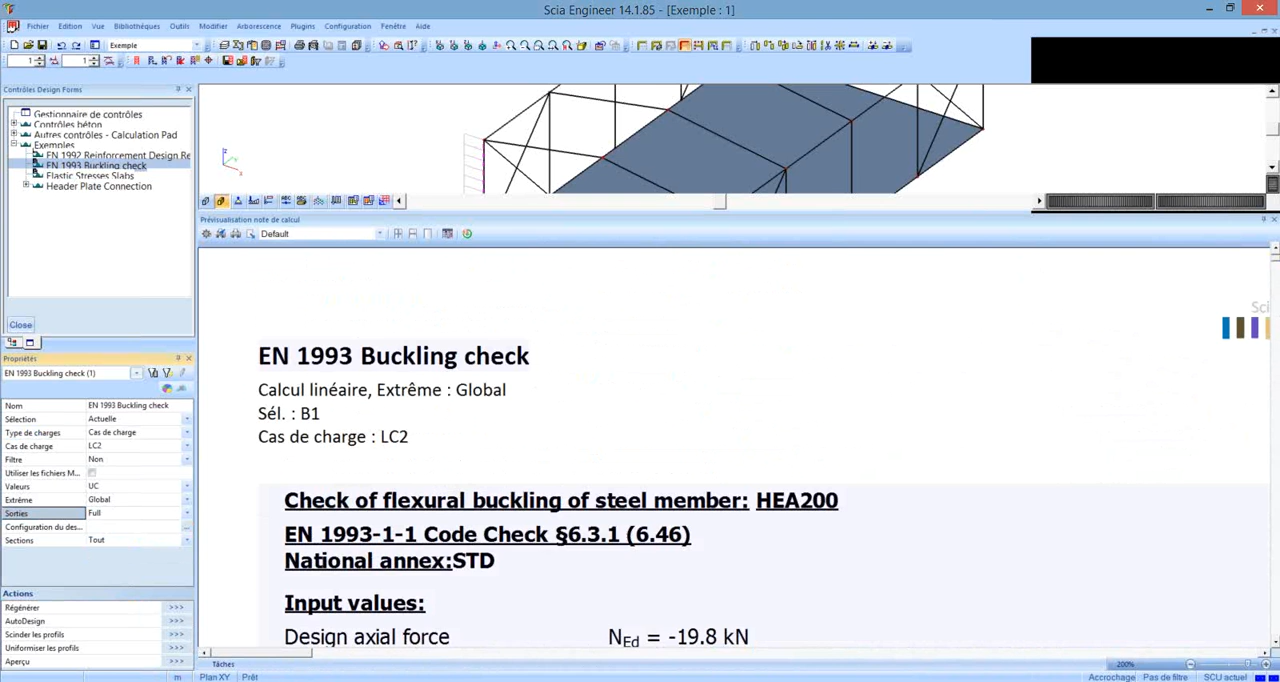 Scia Engineer 14.1.85 - [Exemple : 1]
Fichier Edition Vue Bibliothèques Outils Modifier Arborescence Plugins Configuration Fenêtre Aide
Exemple
1 1
Contrôles Design Forms
Gestionnaire de contrôles
Contrôles béton
Autres contrôles - Calculation Pad
Exemples
EN 1992 Reinforcement Design Re
EN 1993 Buckling check
Elastic Stresses Slabs
Header Plate Connection
Close
Prévisualisation note de calcul
Default
Propriétés
EN 1993 Buckling check (1)
Nom EN 1993 Buckling check
Sélection Actuelle
Type de charges Cas de charge
Cas de charge LC2
Filtre Non
Utiliser les fichiers M...
Valeurs UC
Extrême Global
Sorties Full
Configuration du des...
Sections Tout
Actions
Régénérer >>>
AutoDesign >>>
Scinder les profils >>>
Uniformiser les profils >>>
Aperçu >>>
Sci
EN 1993 Buckling check
Calcul linéaire, Extrême : Global
Sél. : B1
Cas de charge : LC2
Check of flexural buckling of steel member: HEA200
EN 1993-1-1 Code Check §6.3.1 (6.46)
National annex:STD
Input values:
Design axial force NEd = -19.8 kN
Tâches
200%
m Plan XY Prêt Accrochage Pas de filtre SCU actuel